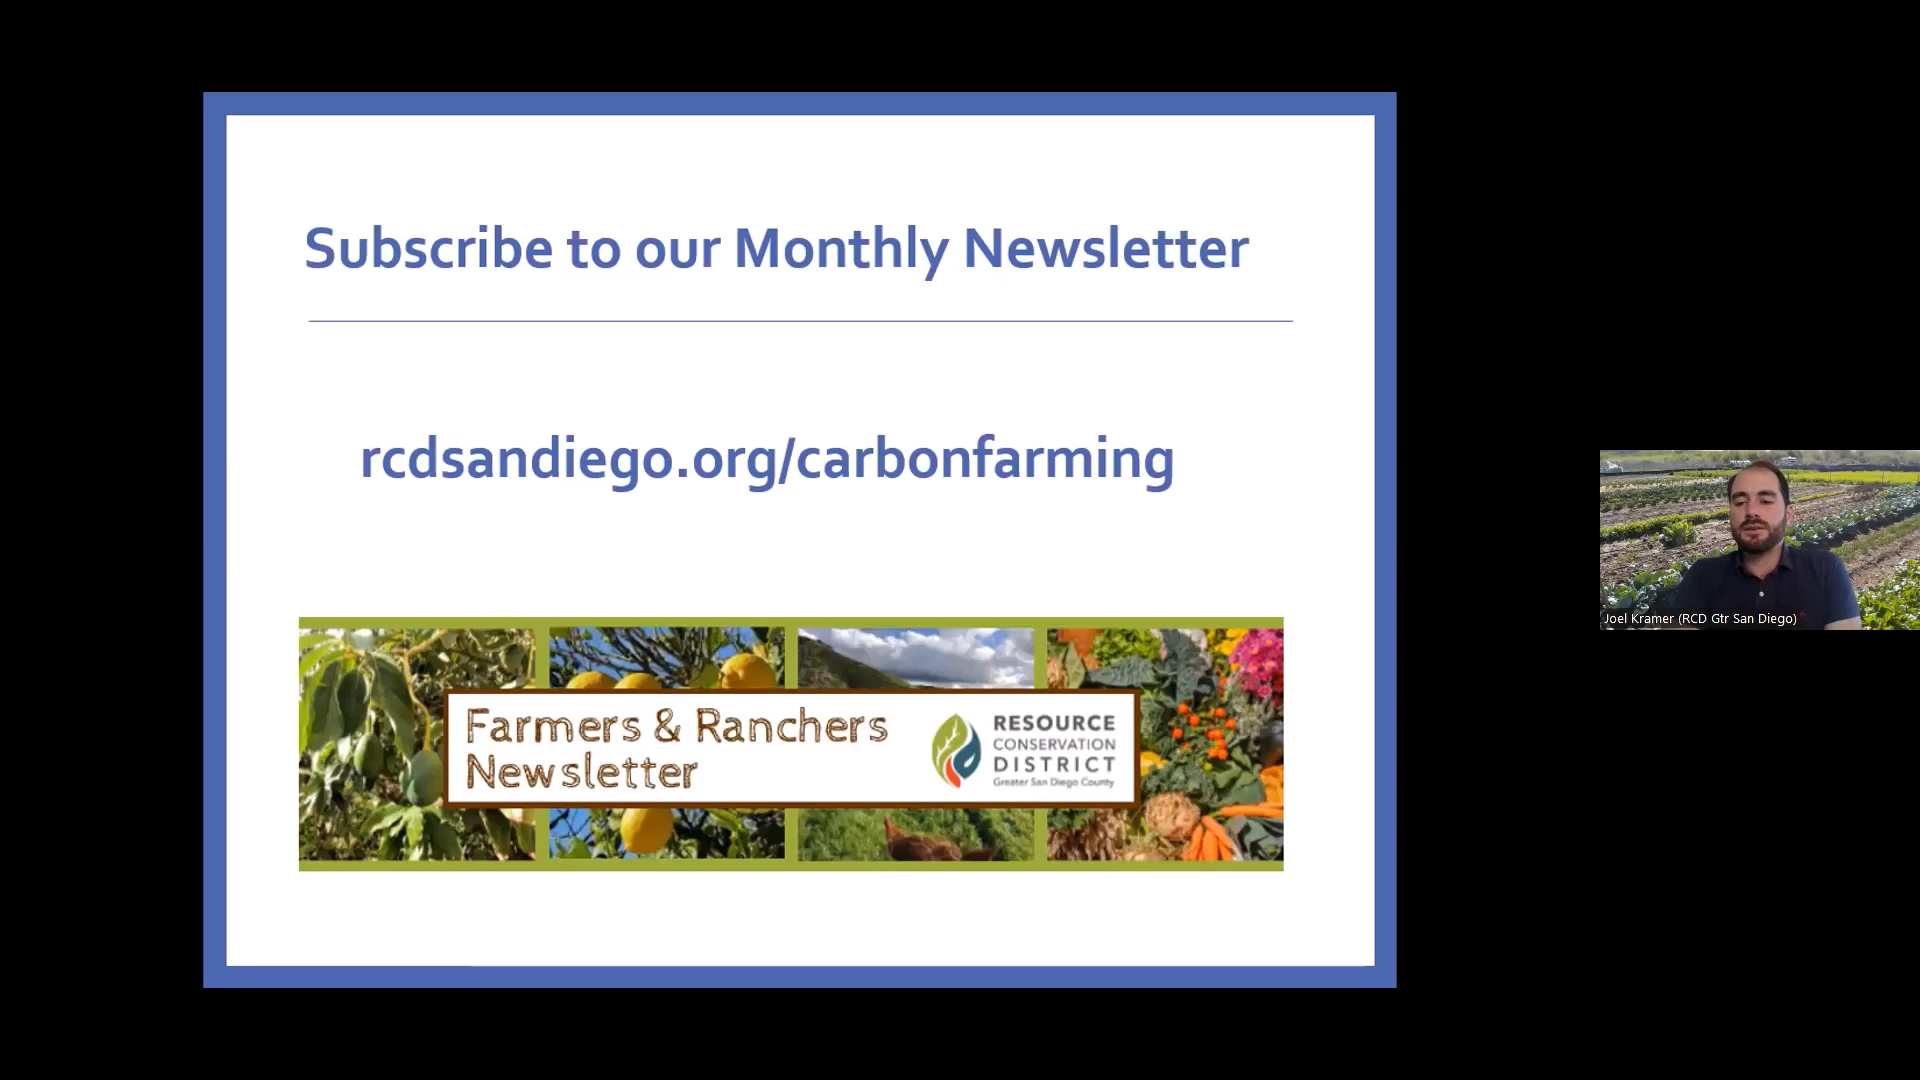 Subscribe to our Monthly Newsletter
rcdsandiego.org/carbonfarming
Farmers & Ranchers
Newsletter
RESOURCE
CONSERVATION
DISTRICT
Greater San Diego County
Joel Kramer (RCD Gtr San Diego)